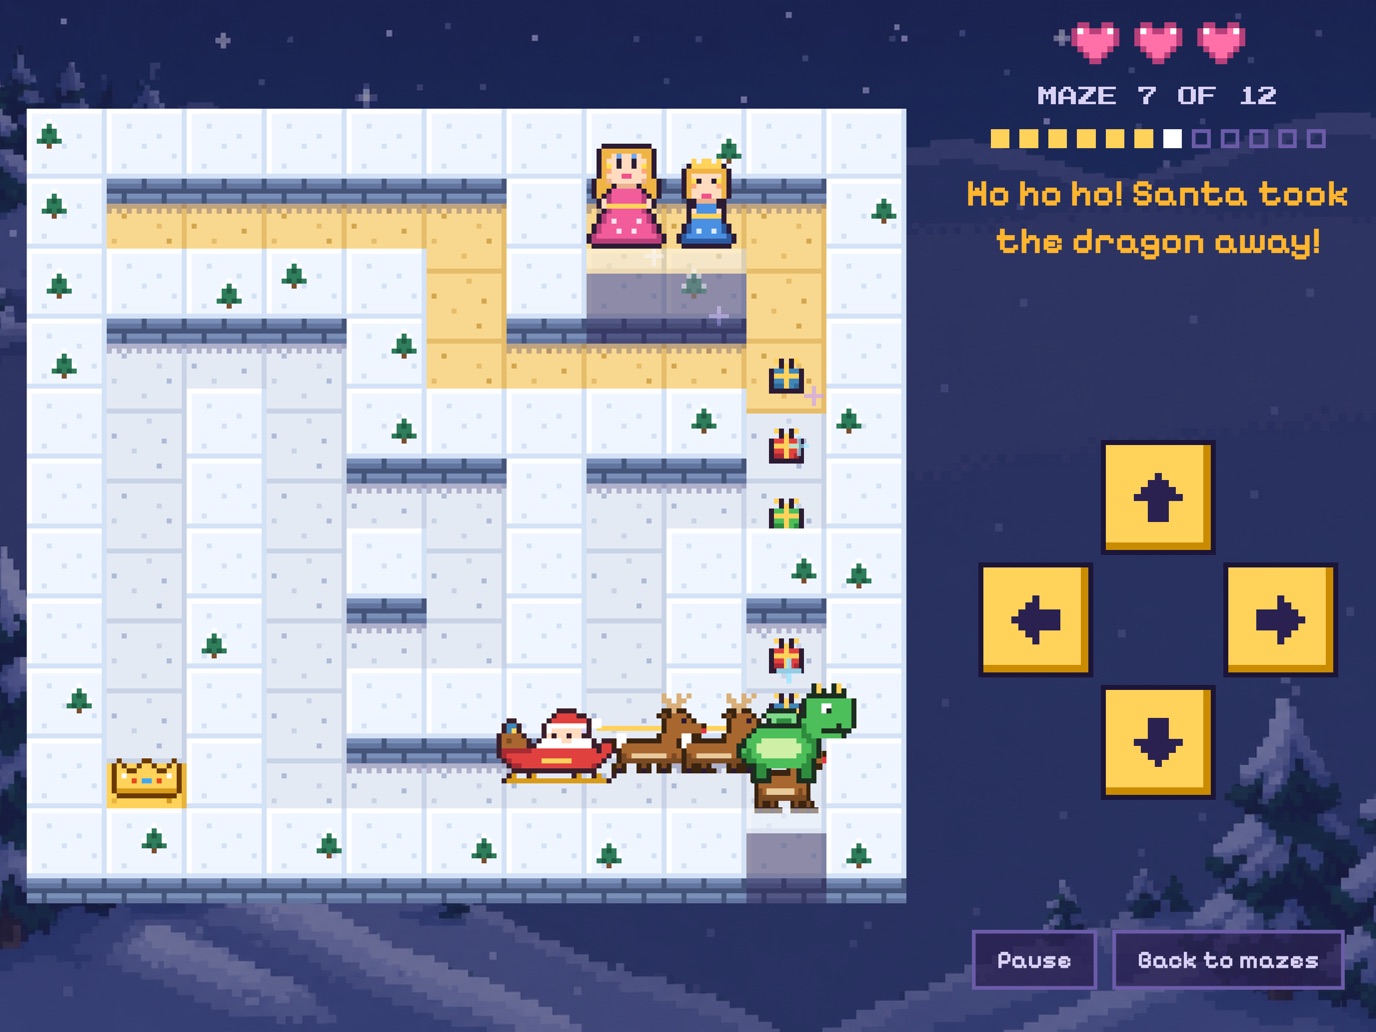 MAZE 7 OF 12
Ho ho ho! Santa took
the dragon away!
Pause
Back to mazes